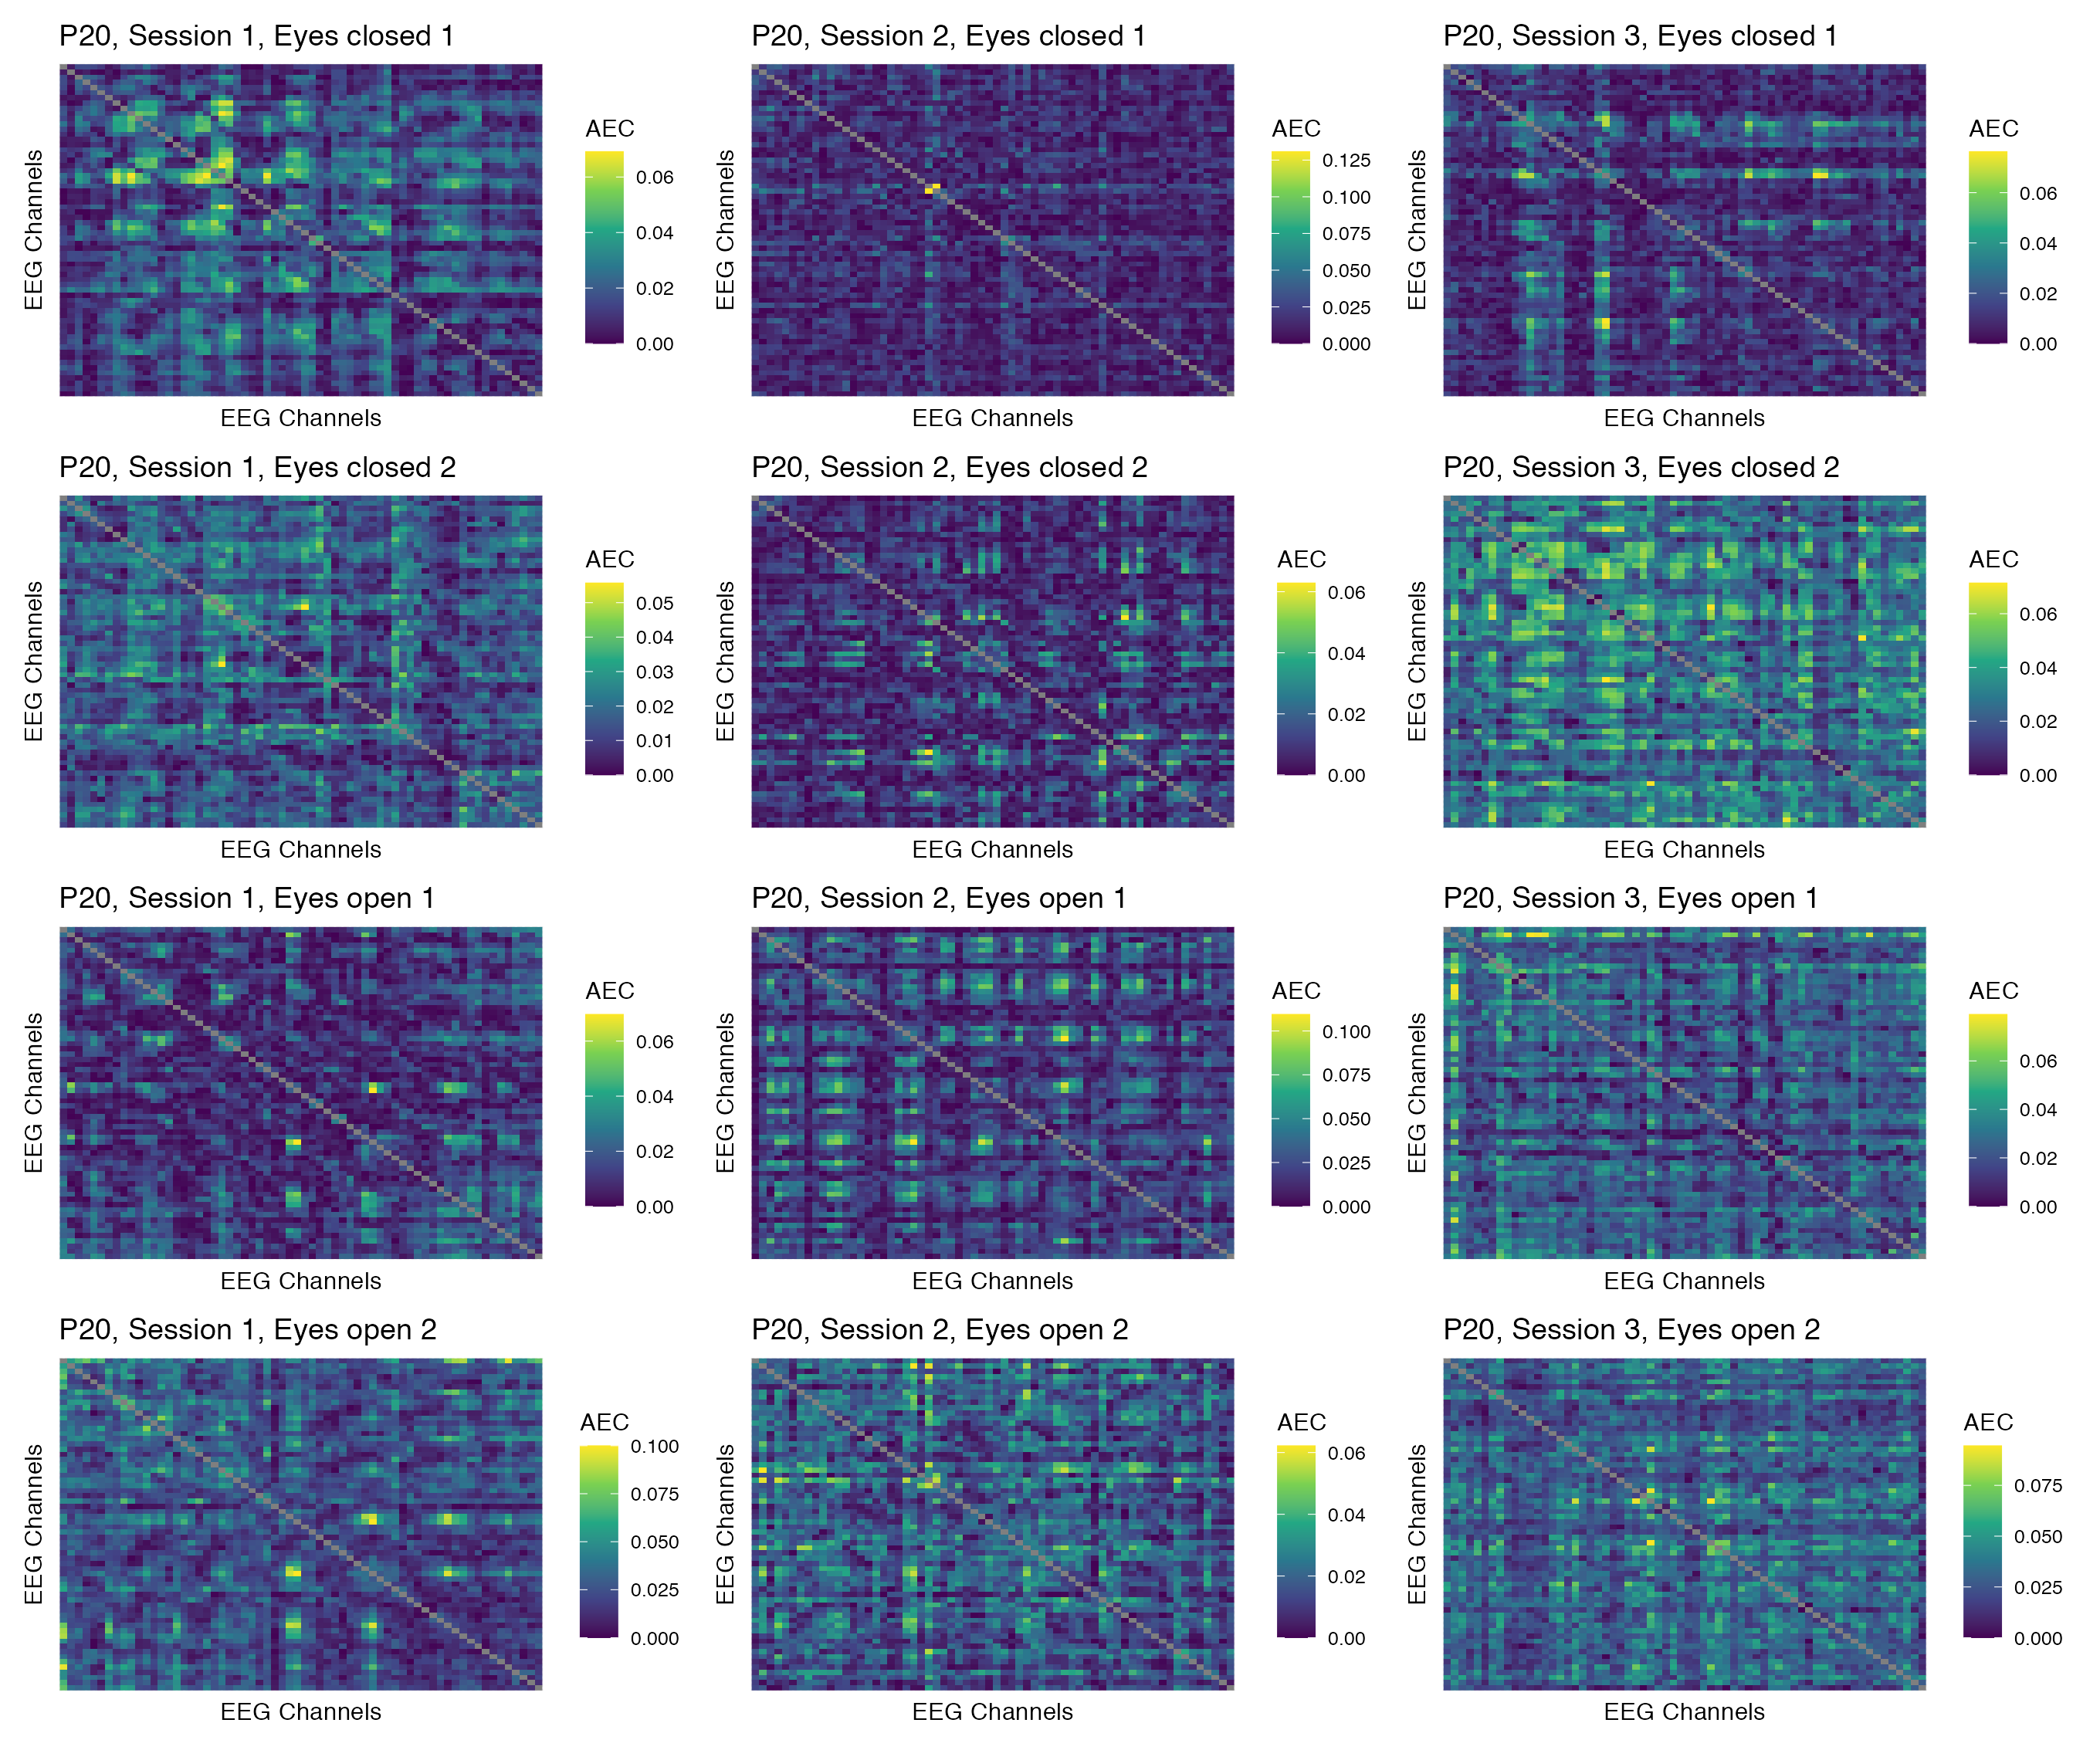 P20, Session 1, Eyes closed 1
EEG Channels
EEG Channels
AEC
0.06
0.04
0.02
0.00
P20, Session 2, Eyes closed 1
EEG Channels
EEG Channels
AEC
0.125
0.100
0.075
0.050
0.025
0.000
P20, Session 3, Eyes closed 1
EEG Channels
EEG Channels
AEC
0.06
0.04
0.02
0.00
P20, Session 1, Eyes closed 2
EEG Channels
EEG Channels
AEC
0.05
0.04
0.03
0.02
0.01
0.00
P20, Session 2, Eyes closed 2
EEG Channels
EEG Channels
AEC
0.06
0.04
0.02
0.00
P20, Session 3, Eyes closed 2
EEG Channels
EEG Channels
AEC
0.06
0.04
0.02
0.00
P20, Session 1, Eyes open 1
EEG Channels
EEG Channels
AEC
0.06
0.04
0.02
0.00
P20, Session 2, Eyes open 1
EEG Channels
EEG Channels
AEC
0.100
0.075
0.050
0.025
0.000
P20, Session 3, Eyes open 1
EEG Channels
EEG Channels
AEC
0.06
0.04
0.02
0.00
P20, Session 1, Eyes open 2
EEG Channels
EEG Channels
AEC
0.100
0.075
0.050
0.025
0.000
P20, Session 2, Eyes open 2
EEG Channels
EEG Channels
AEC
0.06
0.04
0.02
0.00
P20, Session 3, Eyes open 2
EEG Channels
EEG Channels
AEC
0.075
0.050
0.025
0.000